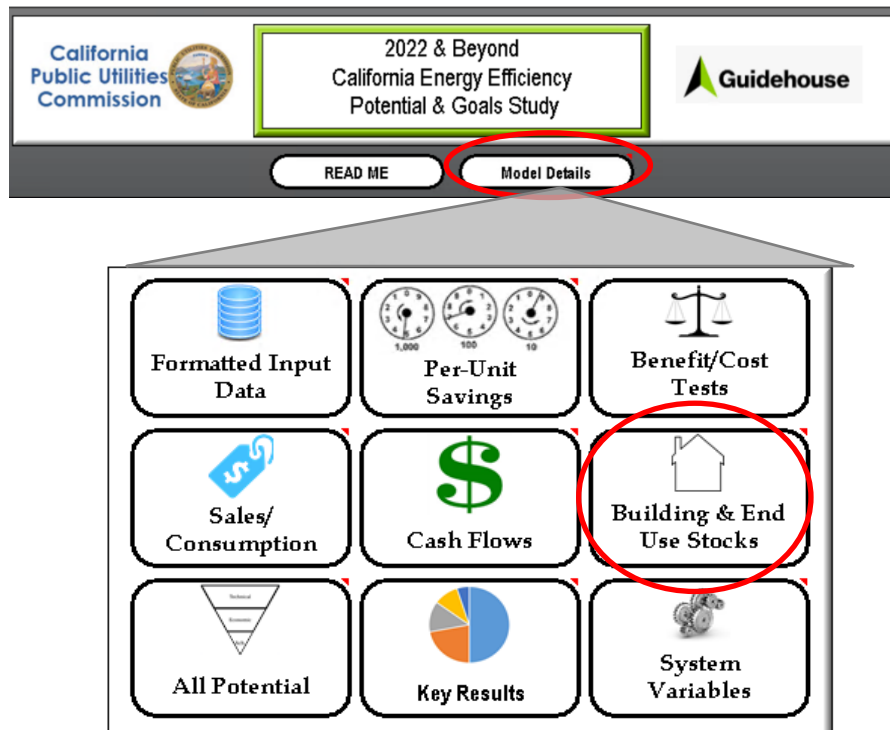 California
Public Utilities
Commission
2022 & Beyond
California Energy Efficiency
Potential & Goals Study
Guidehouse
READ ME
Model Details
1,000
100
10
Formatted Input
Data
Per-Unit
Savings
Benefit/Cost
Tests
Sales/
Consumption
Cash Flows
Building & End
Use Stocks
Technical
Economic
All Potential
Key Results
System
Variables